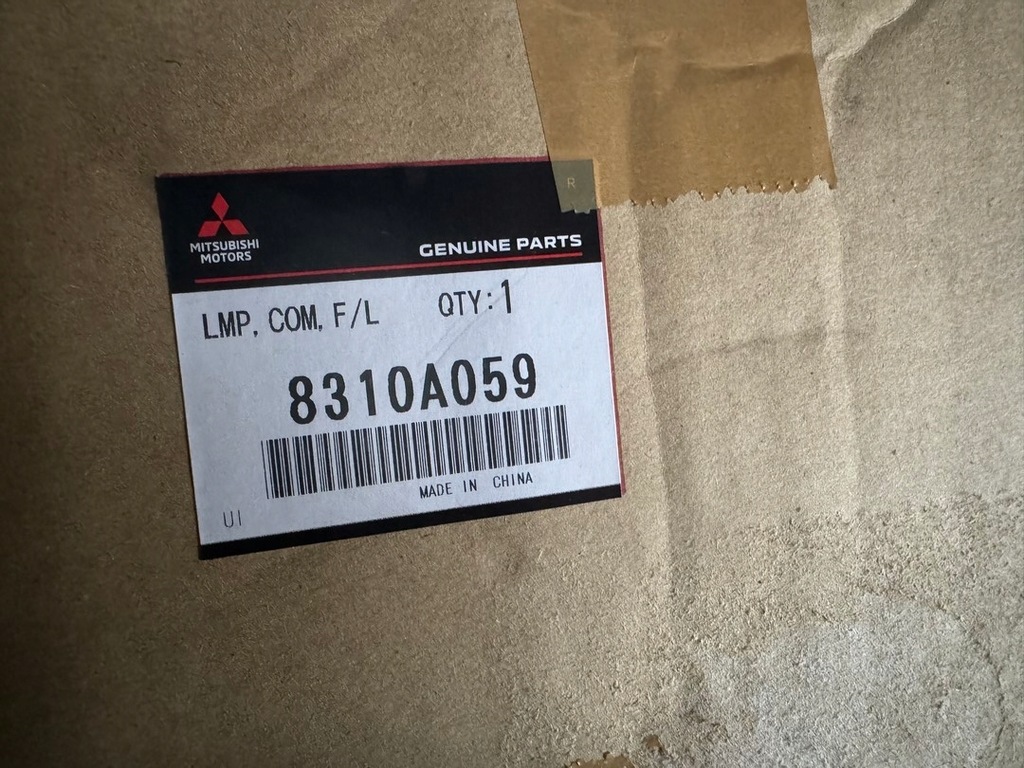 R
MITSUBISHI
MOTORS
GENUINE PARTS
LMP, COM, F/L QTY:1
8310A059
MADE IN CHINA
UI